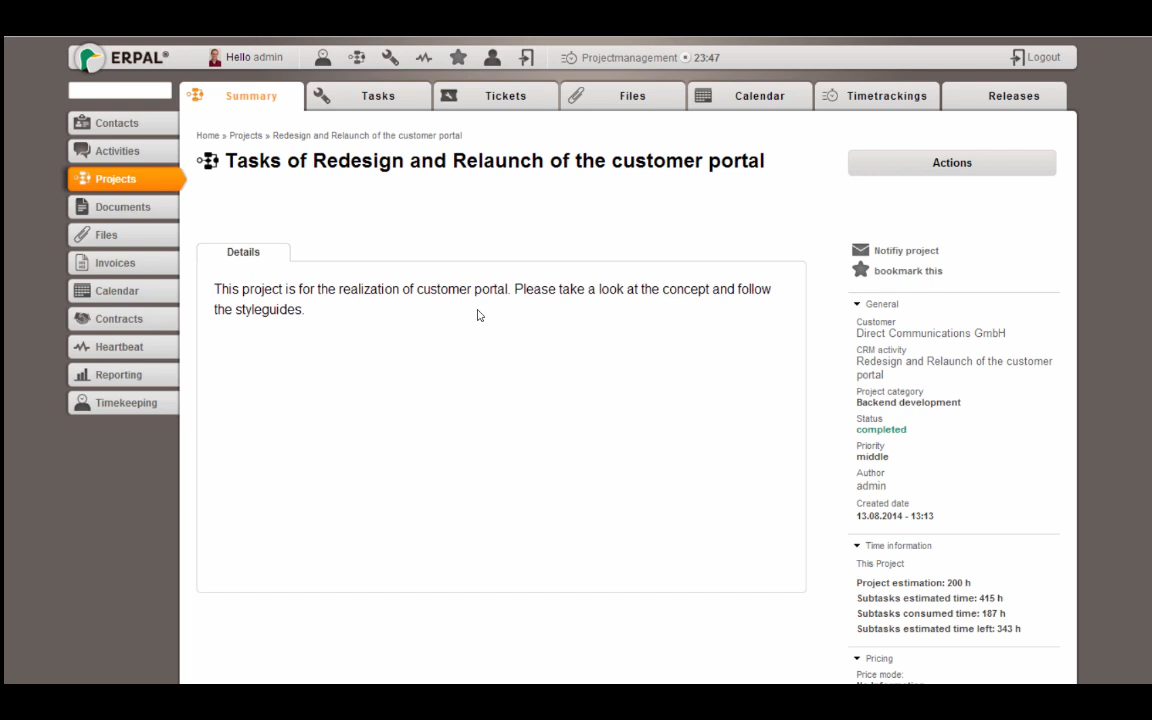 ERPAL® Hello admin Projectmanagement 23:47 Logout
Summary Tasks Tickets Files Calendar Timetrackings Releases
Contacts
Activities
Projects
Documents
Files
Invoices
Calendar
Contracts
Heartbeat
Reporting
Timekeeping
Home » Projects » Redesign and Relaunch of the customer portal
Tasks of Redesign and Relaunch of the customer portal
Actions
Details
This project is for the realization of customer portal. Please take a look at the concept and follow
the styleguides.
Notifiy project
bookmark this
General
Customer
Direct Communications GmbH
CRM activity
Redesign and Relaunch of the customer
portal
Project category
Backend development
Status
completed
Priority
middle
Author
admin
Created date
13.08.2014 - 13:13
Time information
This Project
Project estimation: 200 h
Subtasks estimated time: 415 h
Subtasks consumed time: 187 h
Subtasks estimated time left: 343 h
Pricing
Price mode: